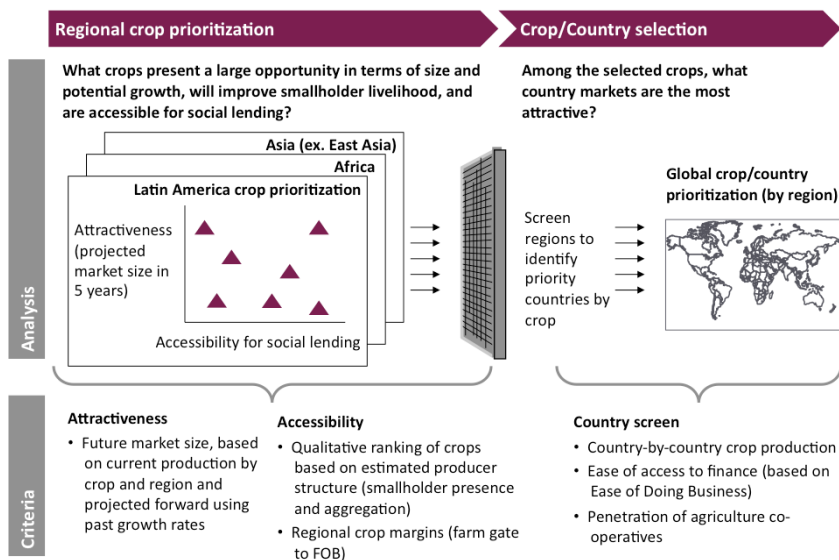 Regional crop prioritization
Crop/Country selection
Analysis
What crops present a large opportunity in terms of size and
potential growth, will improve smallholder livelihood, and
are accessible for social lending?
Among the selected crops, what
country markets are the most
attractive?
Asia (ex. East Asia)
Africa
Latin America crop prioritization
Attractiveness
(projected
market size in
5 years)
Accessibility for social lending
Screen
regions to
identify
priority
countries by
crop
Global crop/country
prioritization (by region)
Criteria
Attractiveness
• Future market size, based
on current production by
crop and region and
projected forward using
past growth rates
Accessibility
• Qualitative ranking of crops
based on estimated producer
structure (smallholder presence
and aggregation)
• Regional crop margins (farm gate
to FOB)
Country screen
• Country-by-country crop production
• Ease of access to finance (based on
Ease of Doing Business)
• Penetration of agriculture co-
operatives